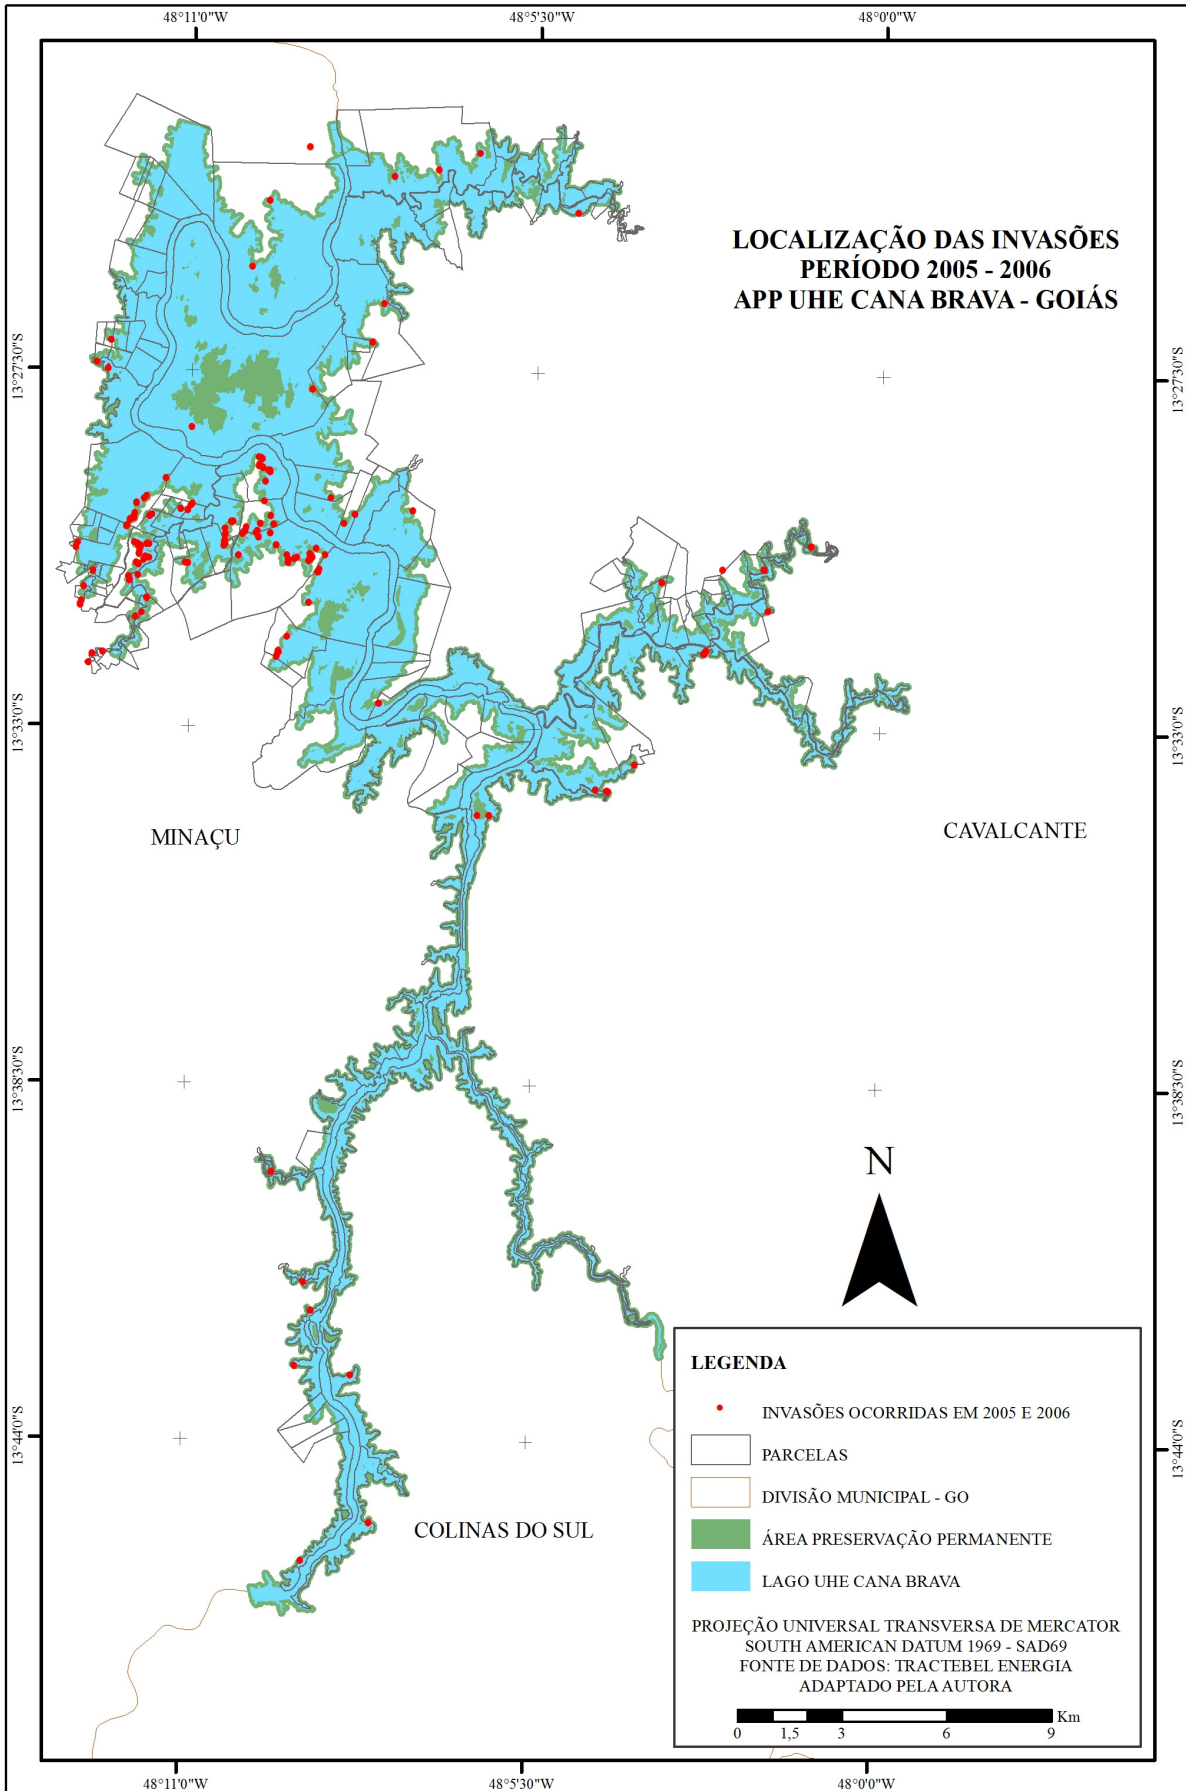 48°11'0"W
48°5'30"W
48°0'0"W
LOCALIZAÇÃO DAS INVASÕES
PERÍODO 2005 - 2006
APP UHE CANA BRAVA - GOIÁS
13°27'30"S
13°27'30"S
13°33'0"S
13°33'0"S
MINAÇU
CAVALCANTE
13°38'30"S
13°38'30"S
N
13°44'0"S
13°44'0"S
COLINAS DO SUL
LEGENDA
INVASÕES OCORRIDAS EM 2005 E 2006
PARCELAS
DIVISÃO MUNICIPAL - GO
ÁREA PRESERVAÇÃO PERMANENTE
LAGO UHE CANA BRAVA
PROJEÇÃO UNIVERSAL TRANSVERSA DE MERCATOR
SOUTH AMERICAN DATUM 1969 - SAD69
FONTE DE DADOS: TRACTEBEL ENERGIA
ADAPTADO PELA AUTORA
Km
0 1,5 3 6 9
48°11'0"W
48°5'30"W
48°0'0"W